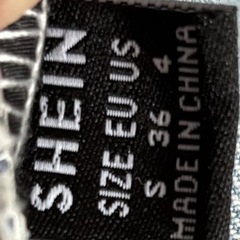 SHEIN
SIZE EU US
S 36 4
MADE IN CHINA